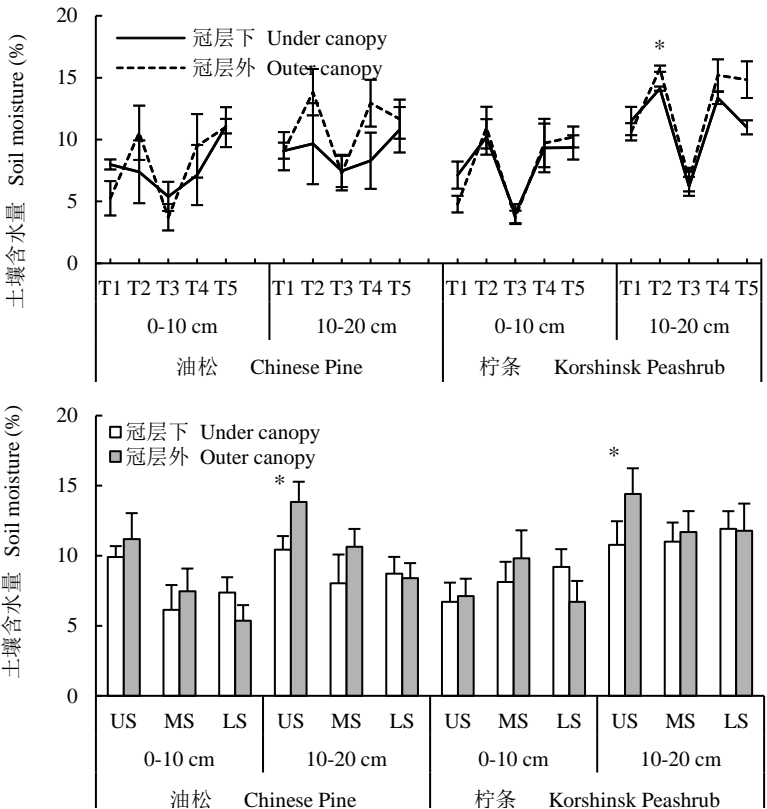 20
冠层下 Under canopy
*
冠层外 Outer canopy
15
土壤含水量 Soil moisture (%)
10
5
0
T1 T2 T3 T4 T5 T1 T2 T3 T4 T5 T1 T2 T3 T4 T5 T1 T2 T3 T4 T5
0-10 cm 10-20 cm 0-10 cm 10-20 cm
油松 Chinese Pine 柠条 Korshinsk Peashrub
20
冠层下 Under canopy
冠层外 Outer canopy
* *
15
土壤含水量 Soil moisture (%)
10
5
0
US MS LS US MS LS US MS LS US MS LS
0-10 cm 10-20 cm 0-10 cm 10-20 cm
油松 Chinese Pine 柠条 Korshinsk Peashrub